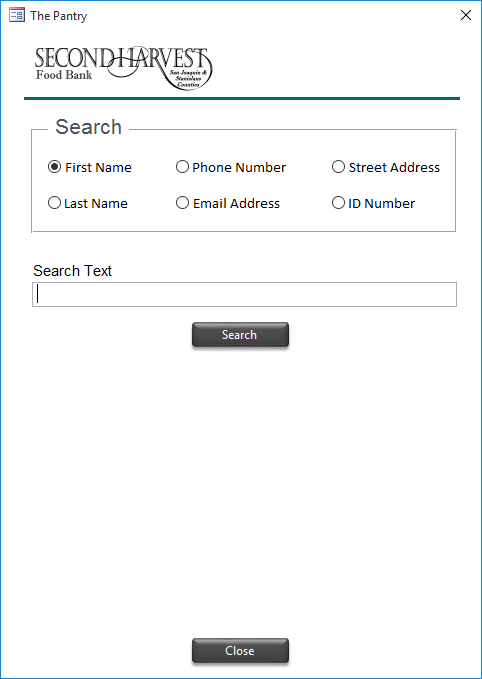 The Pantry
SECOND HARVEST
Food Bank
San Joaquin &
Stanislaus
Counties
Search
First Name Phone Number Street Address
Last Name Email Address ID Number
Search Text
Search
Close